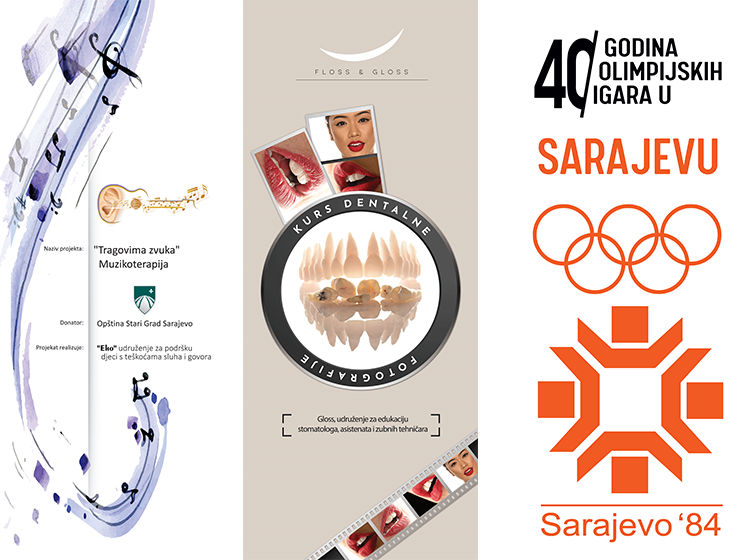 Naziv projekta:
"Tragovima zvuka"
Muzikoterapija
Donator:
Opština Stari Grad Sarajevo
Projekat realizuje:
"Eko" udruženje za podršku
djeci s teškoćama sluha i govora
FLOSS & GLOSS
KURS DENTALNE
FOTOGRAFIJE
Gloss, udruženje za edukaciju
stomatologa, asistenata i zubnih tehničara
40 GODINA
OLIMPIJSKIH
IGARA U
SARAJEVU
Sarajevo '84